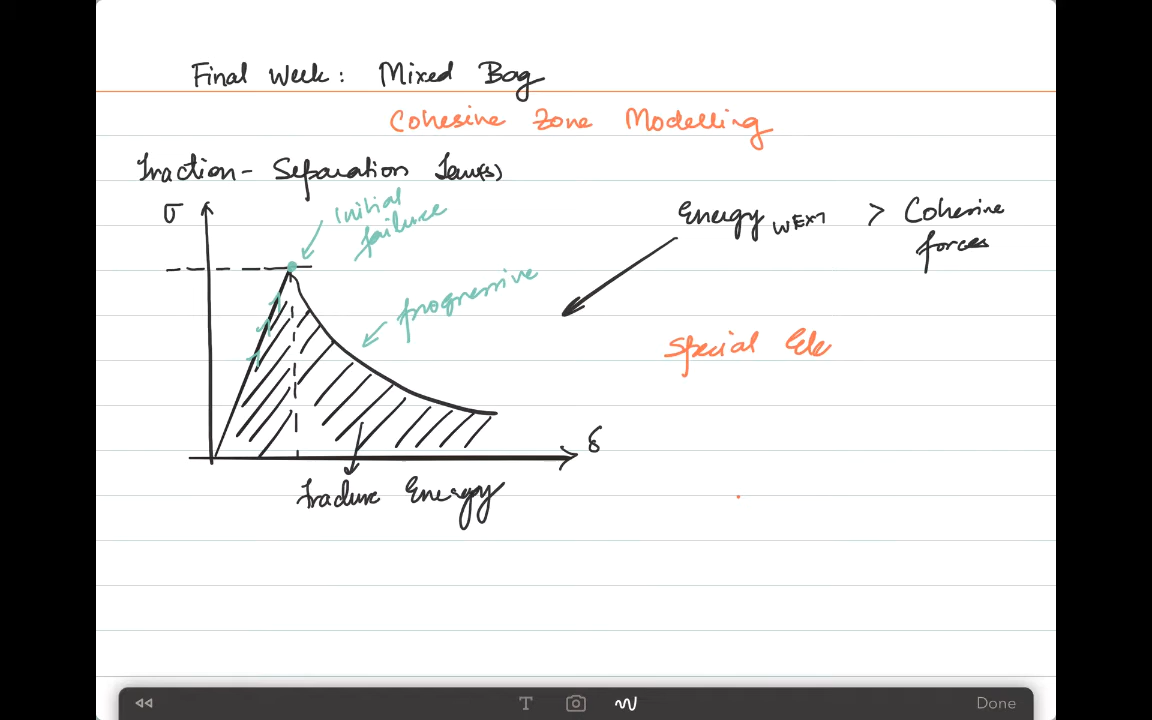 Final Week: Mixed Bag
Cohesive Zone Modelling
Traction - Separation Law(s)
σ
Initial
failure
Energy WEXT > Cohesive
forces
progressive
Special Ele
δ
Fracture Energy
T
Done